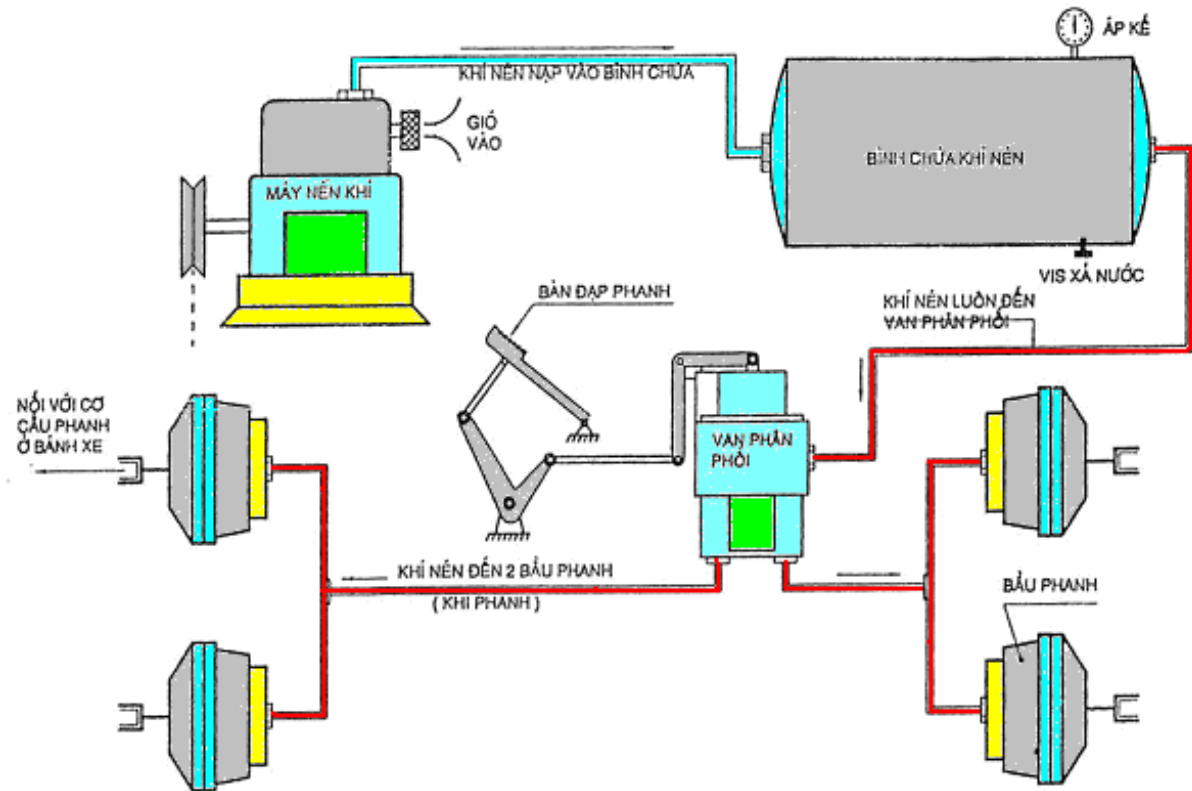 ÁP KẾ
KHÍ NÉN NẠP VÀO BÌNH CHỨA
GIÓ
VÀO
BÌNH CHỨA KHÍ NÉN
MÁY NÉN KHÍ
VIS XẢ NƯỚC
BÀN ĐẠP PHANH
KHÍ NÉN LUÔN ĐẾN
VAN PHÂN PHỐI
NỐI VỚI CƠ
CẤU PHANH
Ở BÁNH XE
VAN PHÂN
PHỐI
KHÍ NÉN ĐẾN 2 BẦU PHANH
( KHI PHANH )
BẦU PHANH